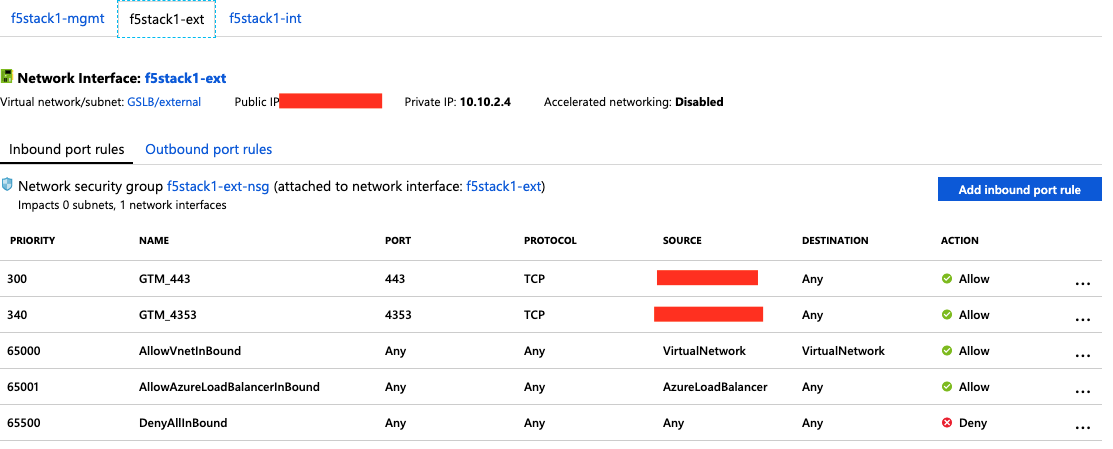 f5stack1-mgmt f5stack1-ext f5stack1-int
Network Interface: f5stack1-ext
Virtual network/subnet: GSLB/external Public IP Private IP: 10.10.2.4 Accelerated networking: Disabled
Inbound port rules Outbound port rules
Network security group f5stack1-ext-nsg (attached to network interface: f5stack1-ext)
Impacts 0 subnets, 1 network interfaces
Add inbound port rule
PRIORITY NAME PORT PROTOCOL SOURCE DESTINATION ACTION
300 GTM_443 443 TCP Any Allow ...
340 GTM_4353 4353 TCP Any Allow ...
65000 AllowVnetInBound Any Any VirtualNetwork VirtualNetwork Allow ...
65001 AllowAzureLoadBalancerInBound Any Any AzureLoadBalancer Any Allow ...
65500 DenyAllInBound Any Any Any Any Deny ...